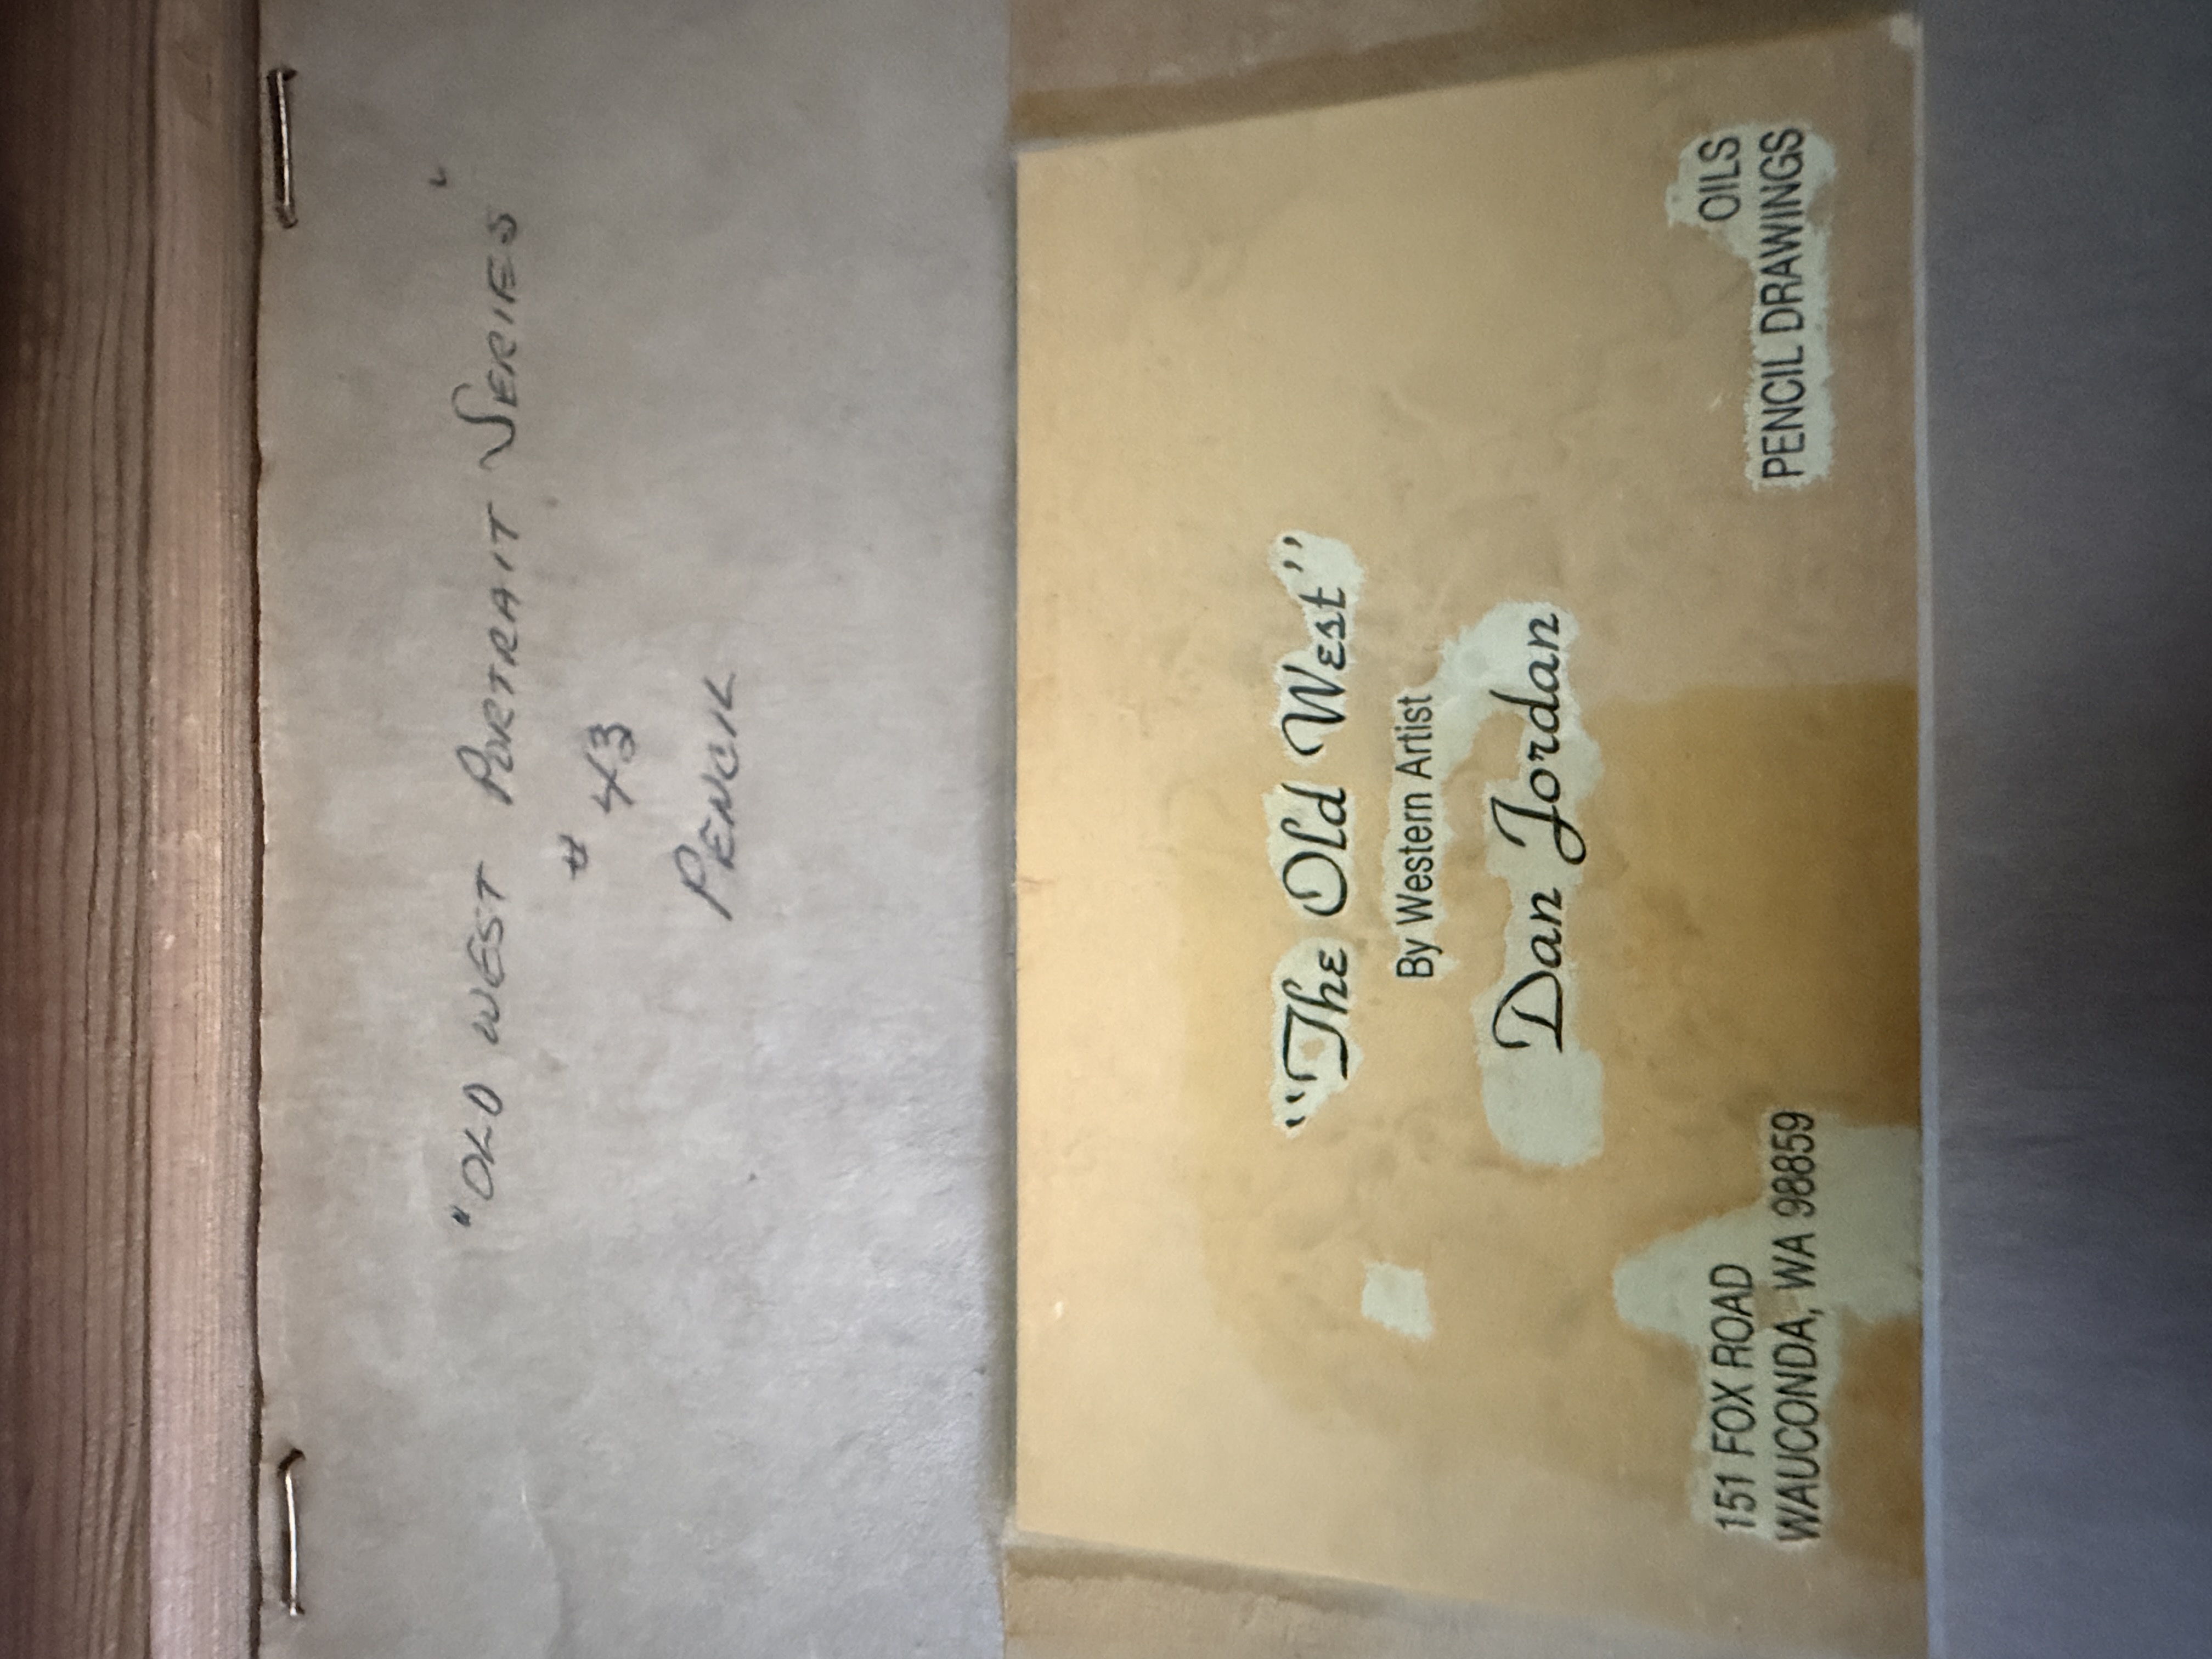 "OLD WEST PORTRAIT SERIES"
# 43
PENCIL
"The Old West"
By Western Artist
Dan Jordan
151 FOX ROAD
WAUCONDA, WA 98859
OILS
PENCIL DRAWINGS